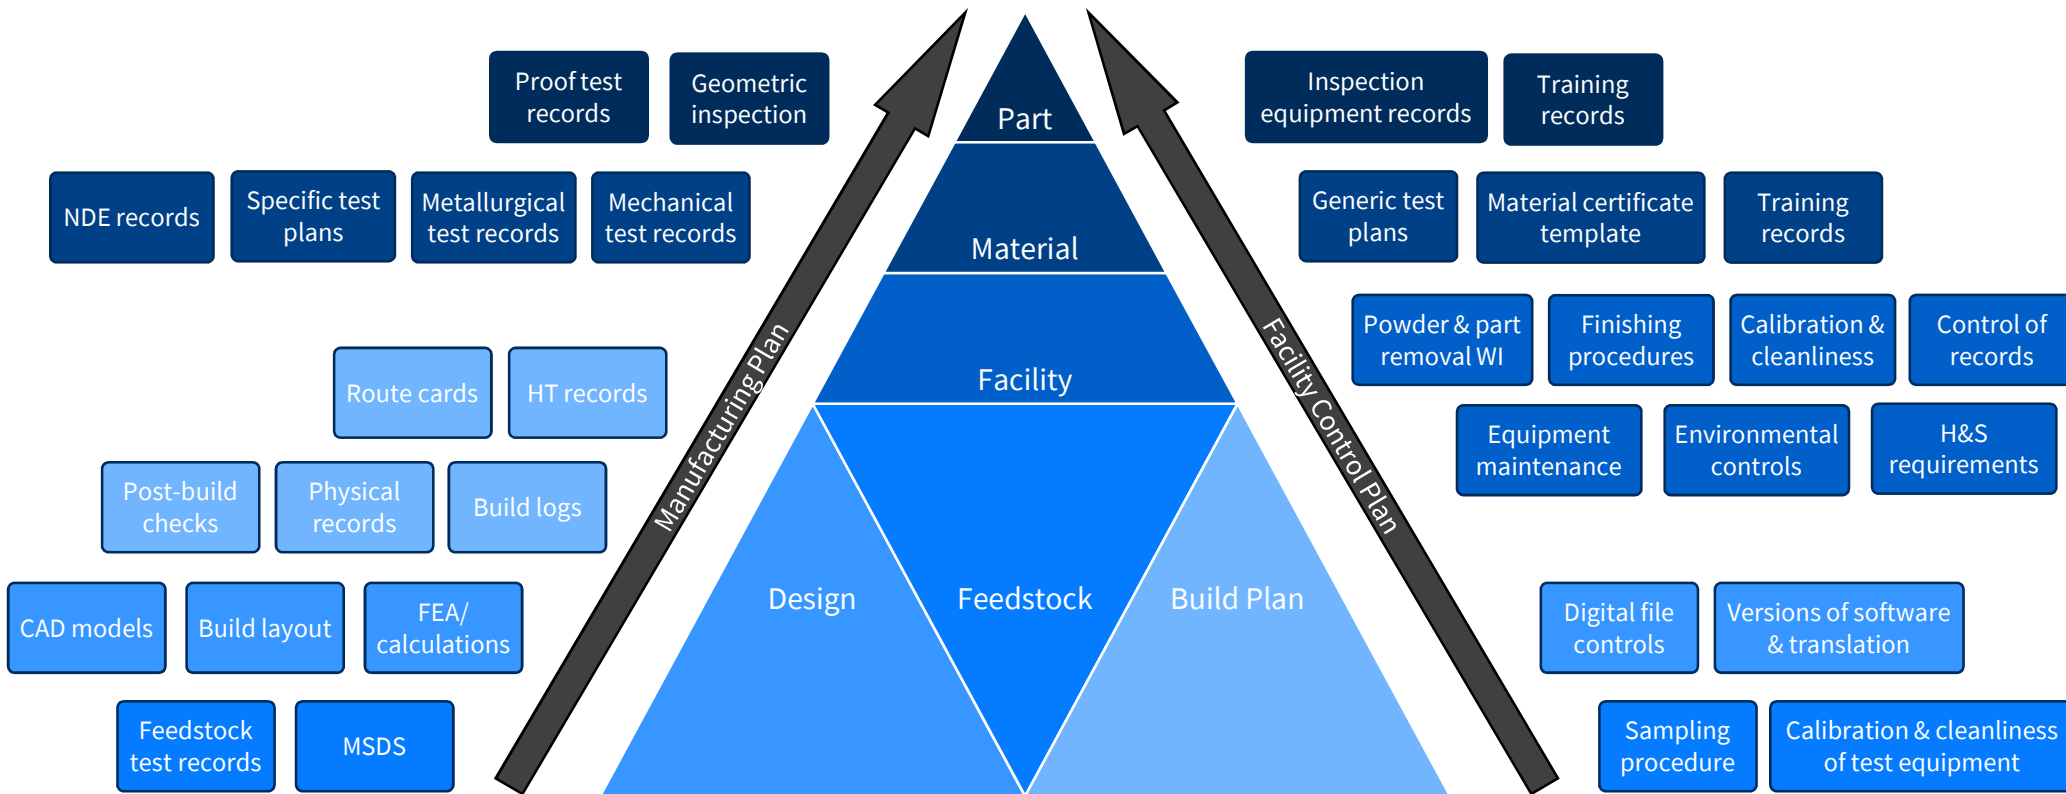 Proof test
records
Geometric
inspection
Inspection
equipment records
Training
records
Part
NDE records
Specific test
plans
Metallurgical
test records
Mechanical
test records
Generic test
plans
Material certificate
template
Training
records
Material
Powder & part
removal WI
Finishing
procedures
Calibration &
cleanliness
Control of
records
Facility
Route cards
HT records
Manufacturing Plan
Facility Control Plan
Equipment
maintenance
Environmental
controls
H&S
requirements
Post-build
checks
Physical
records
Build logs
Design
Feedstock
Build Plan
CAD models
Build layout
FEA/
calculations
Digital file
controls
Versions of software
& translation
Feedstock
test records
MSDS
Sampling
procedure
Calibration & cleanliness
of test equipment